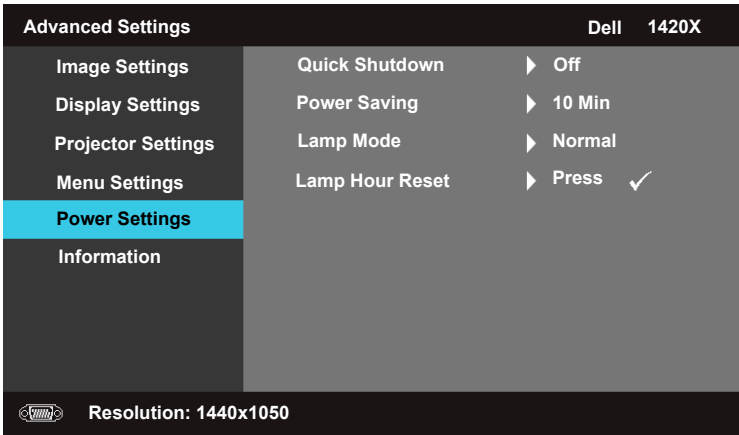 Advanced Settings Dell 1420X
Image Settings Quick Shutdown Off
Display Settings Power Saving 10 Min
Projector Settings Lamp Mode Normal
Menu Settings Lamp Hour Reset Press
Power Settings
Information
Resolution: 1440x1050